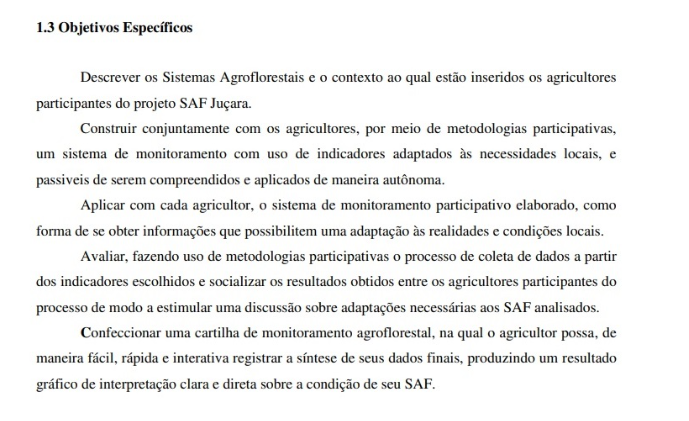 1.3 Objetivos Específicos
Descrever os Sistemas Agroflorestais e o contexto ao qual estão inseridos os agricultores
participantes do projeto SAF Juçara.
Construir conjuntamente com os agricultores, por meio de metodologias participativas,
um sistema de monitoramento com uso de indicadores adaptados às necessidades locais, e
passiveis de serem compreendidos e aplicados de maneira autônoma.
Aplicar com cada agricultor, o sistema de monitoramento participativo elaborado, como
forma de se obter informações que possibilitem uma adaptação às realidades e condições locais.
Avaliar, fazendo uso de metodologias participativas o processo de coleta de dados a partir
dos indicadores escolhidos e socializar os resultados obtidos entre os agricultores participantes do
processo de modo a estimular uma discussão sobre adaptações necessárias aos SAF analisados.
Confeccionar uma cartilha de monitoramento agroflorestal, na qual o agricultor possa, de
maneira fácil, rápida e interativa registrar a síntese de seus dados finais, produzindo um resultado
gráfico de interpretação clara e direta sobre a condição de seu SAF.